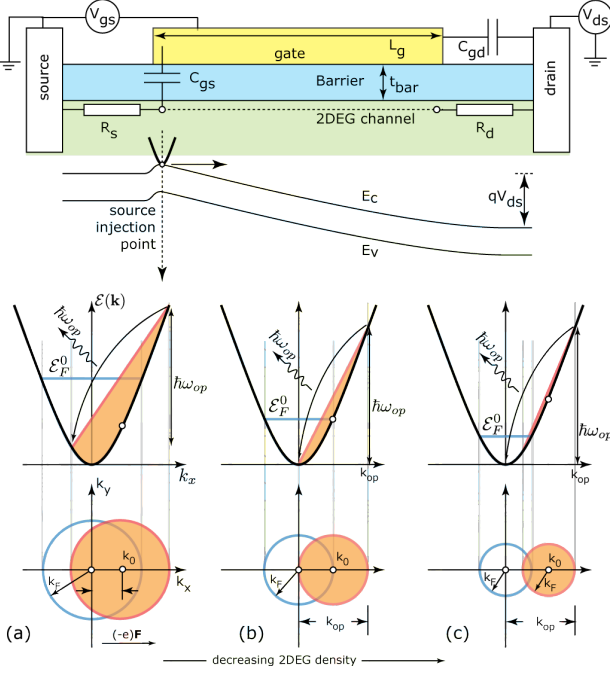 V_gs
V_ds
L_g
C_gd
gate
source
drain
C_gs
Barrier
t_bar
2DEG channel
R_s
R_d
E_c
qV_ds
source
injection
point
E_v
ℰ(k)
ħω_op
ħω_op
ħω_op
ℰ_F^0
ℰ_F^0
ℰ_F^0
ħω_op
ħω_op
ħω_op
k_x
k_op
k_op
k_y
k_0
k_0
k_0
k_F
k_x
k_F
k_F
k_F
k_op
k_op
(a)
(-e)F
(b)
(c)
decreasing 2DEG density